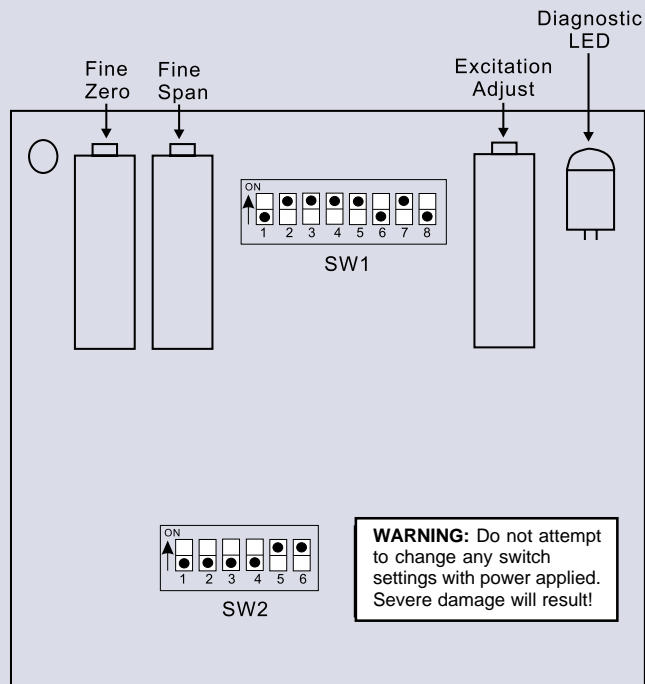 Diagnostic
LED
Fine
Zero
Fine
Span
Excitation
Adjust
ON
1 2 3 4 5 6 7 8
SW1
ON
1 2 3 4 5 6
SW2
WARNING: Do not attempt
to change any switch
settings with power applied.
Severe damage will result!